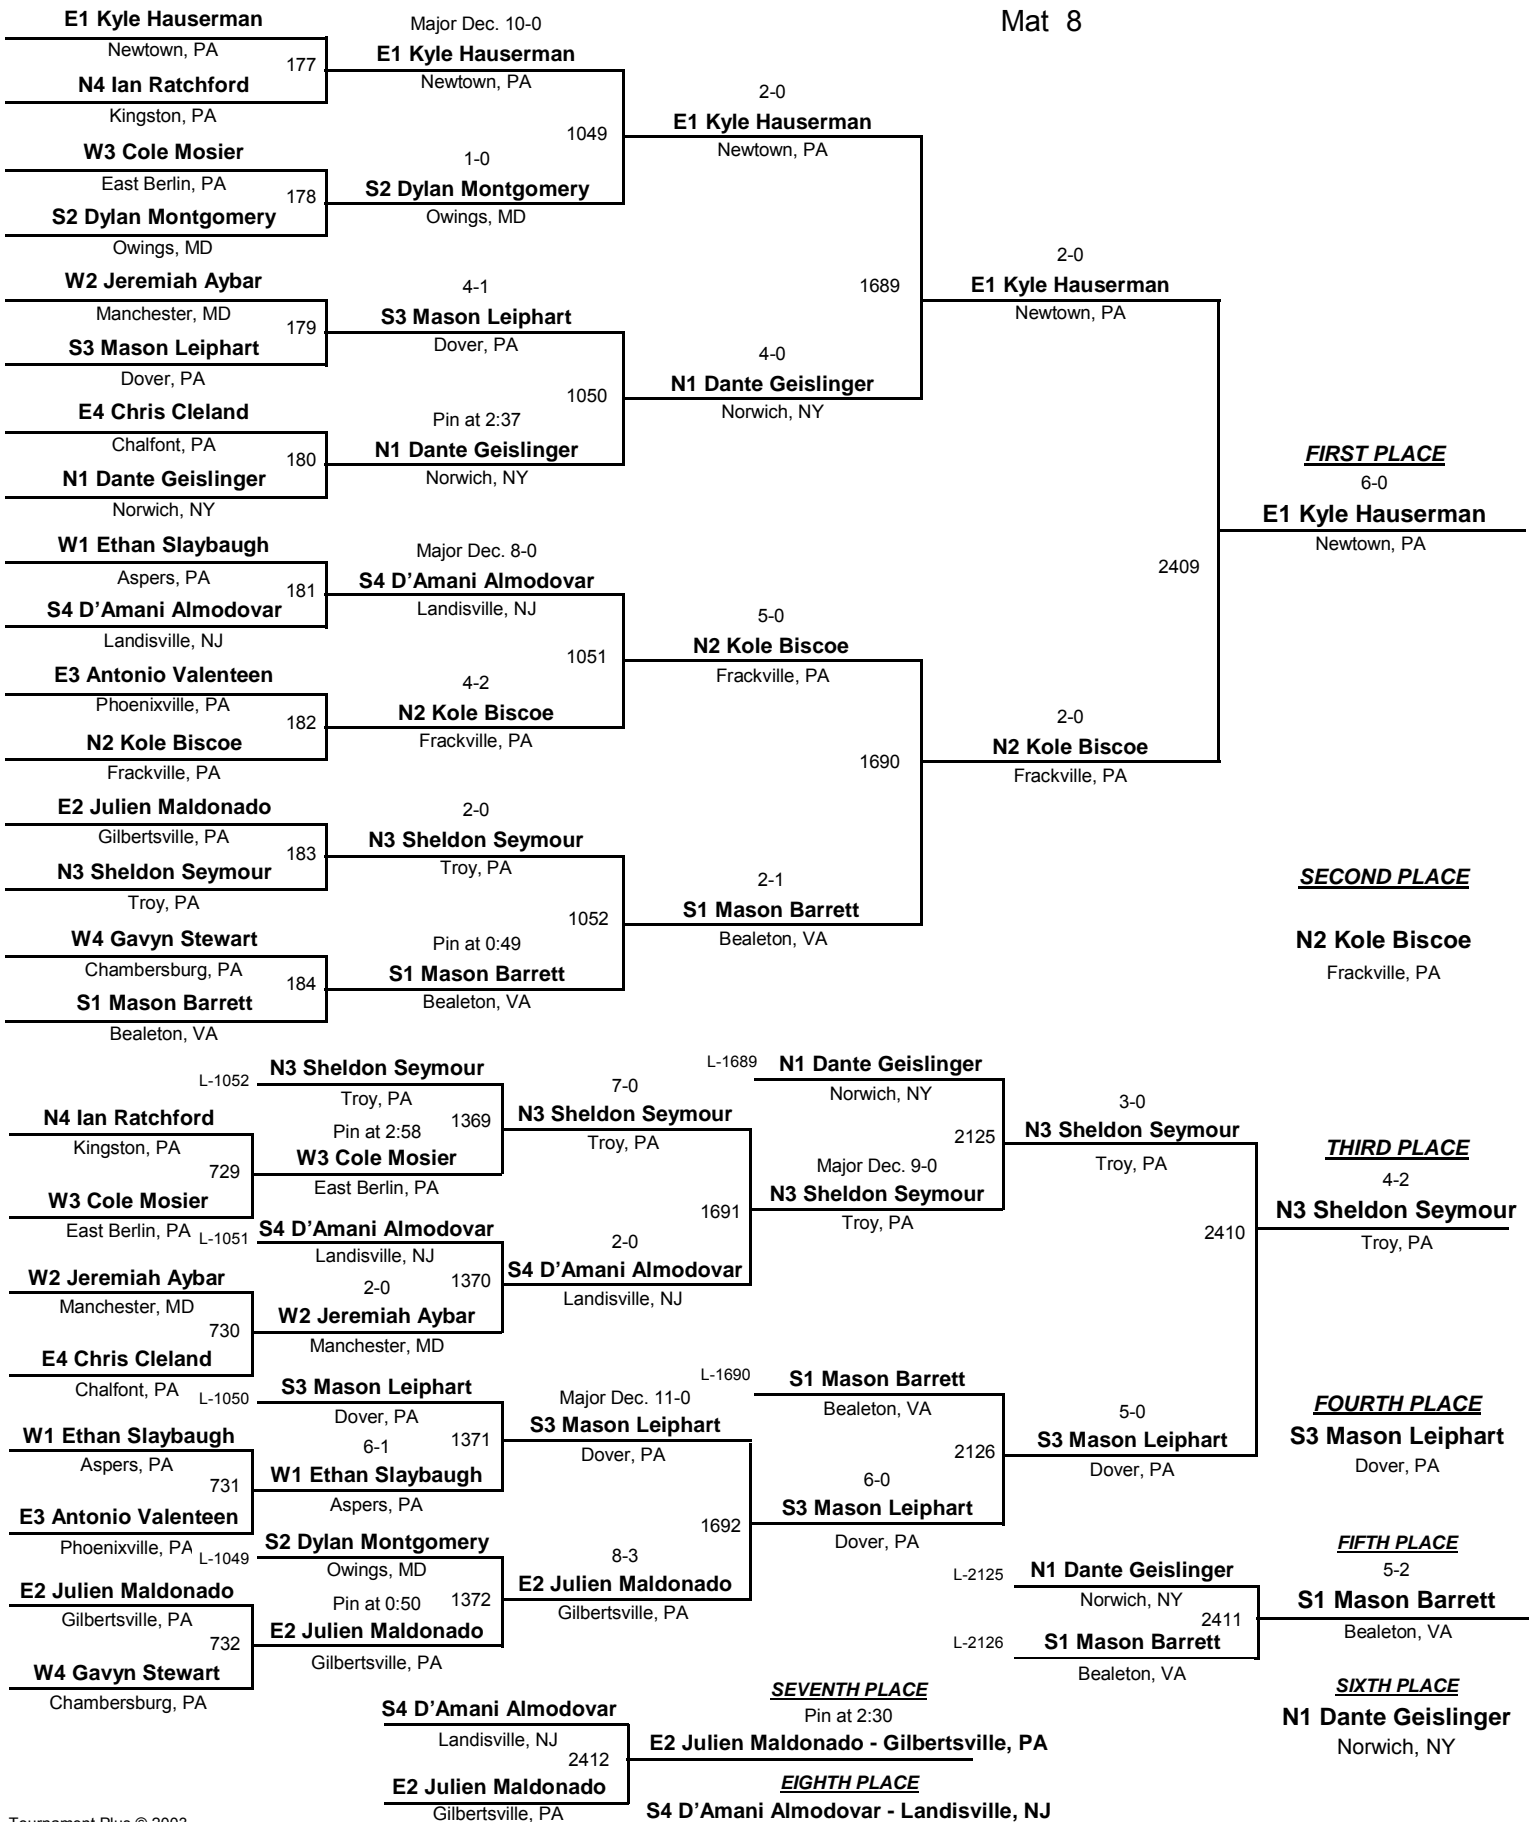 Mat 8
E1 Kyle Hauserman
Newtown, PA
177
N4 Ian Ratchford
Kingston, PA
W3 Cole Mosier
East Berlin, PA
178
S2 Dylan Montgomery
Owings, MD
W2 Jeremiah Aybar
Manchester, MD
179
S3 Mason Leiphart
Dover, PA
E4 Chris Cleland
Chalfont, PA
180
N1 Dante Geislinger
Norwich, NY
W1 Ethan Slaybaugh
Aspers, PA
181
S4 D’Amani Almodovar
Landisville, NJ
E3 Antonio Valenteen
Phoenixville, PA
182
N2 Kole Biscoe
Frackville, PA
E2 Julien Maldonado
Gilbertsville, PA
183
N3 Sheldon Seymour
Troy, PA
W4 Gavyn Stewart
Chambersburg, PA
184
S1 Mason Barrett
Bealeton, VA
Major Dec. 10-0
E1 Kyle Hauserman
Newtown, PA
1049
1-0
S2 Dylan Montgomery
Owings, MD
4-1
S3 Mason Leiphart
Dover, PA
1050
Pin at 2:37
N1 Dante Geislinger
Norwich, NY
Major Dec. 8-0
S4 D’Amani Almodovar
Landisville, NJ
1051
4-2
N2 Kole Biscoe
Frackville, PA
2-0
N3 Sheldon Seymour
Troy, PA
1052
Pin at 0:49
S1 Mason Barrett
Bealeton, VA
2-0
E1 Kyle Hauserman
Newtown, PA
1689
4-0
N1 Dante Geislinger
Norwich, NY
5-0
N2 Kole Biscoe
Frackville, PA
1690
2-1
S1 Mason Barrett
Bealeton, VA
2-0
E1 Kyle Hauserman
Newtown, PA
2409
2-0
N2 Kole Biscoe
Frackville, PA
FIRST PLACE
6-0
E1 Kyle Hauserman
Newtown, PA
SECOND PLACE
N2 Kole Biscoe
Frackville, PA
N4 Ian Ratchford
Kingston, PA
729
W3 Cole Mosier
East Berlin, PA
W2 Jeremiah Aybar
Manchester, MD
730
E4 Chris Cleland
Chalfont, PA
W1 Ethan Slaybaugh
Aspers, PA
731
E3 Antonio Valenteen
Phoenixville, PA
E2 Julien Maldonado
Gilbertsville, PA
732
W4 Gavyn Stewart
Chambersburg, PA
L-1052
N3 Sheldon Seymour
Troy, PA
1369
Pin at 2:58
W3 Cole Mosier
East Berlin, PA
L-1051
S4 D’Amani Almodovar
Landisville, NJ
1370
2-0
W2 Jeremiah Aybar
Manchester, MD
L-1050
S3 Mason Leiphart
Dover, PA
1371
6-1
W1 Ethan Slaybaugh
Aspers, PA
L-1049
S2 Dylan Montgomery
Owings, MD
1372
Pin at 0:50
E2 Julien Maldonado
Gilbertsville, PA
7-0
N3 Sheldon Seymour
Troy, PA
1691
2-0
S4 D’Amani Almodovar
Landisville, NJ
Major Dec. 11-0
S3 Mason Leiphart
Dover, PA
1692
8-3
E2 Julien Maldonado
Gilbertsville, PA
L-1689
N1 Dante Geislinger
Norwich, NY
2125
Major Dec. 9-0
N3 Sheldon Seymour
Troy, PA
L-1690
S1 Mason Barrett
Bealeton, VA
2126
6-0
S3 Mason Leiphart
Dover, PA
3-0
N3 Sheldon Seymour
Troy, PA
2410
5-0
S3 Mason Leiphart
Dover, PA
THIRD PLACE
4-2
N3 Sheldon Seymour
Troy, PA
FOURTH PLACE
S3 Mason Leiphart
Dover, PA
L-2125
N1 Dante Geislinger
Norwich, NY
2411
L-2126
S1 Mason Barrett
Bealeton, VA
FIFTH PLACE
5-2
S1 Mason Barrett
Bealeton, VA
SIXTH PLACE
N1 Dante Geislinger
Norwich, NY
S4 D’Amani Almodovar
Landisville, NJ
2412
E2 Julien Maldonado
Gilbertsville, PA
SEVENTH PLACE
Pin at 2:30
E2 Julien Maldonado - Gilbertsville, PA
EIGHTH PLACE
S4 D’Amani Almodovar - Landisville, NJ
Tournament Plus © 2003